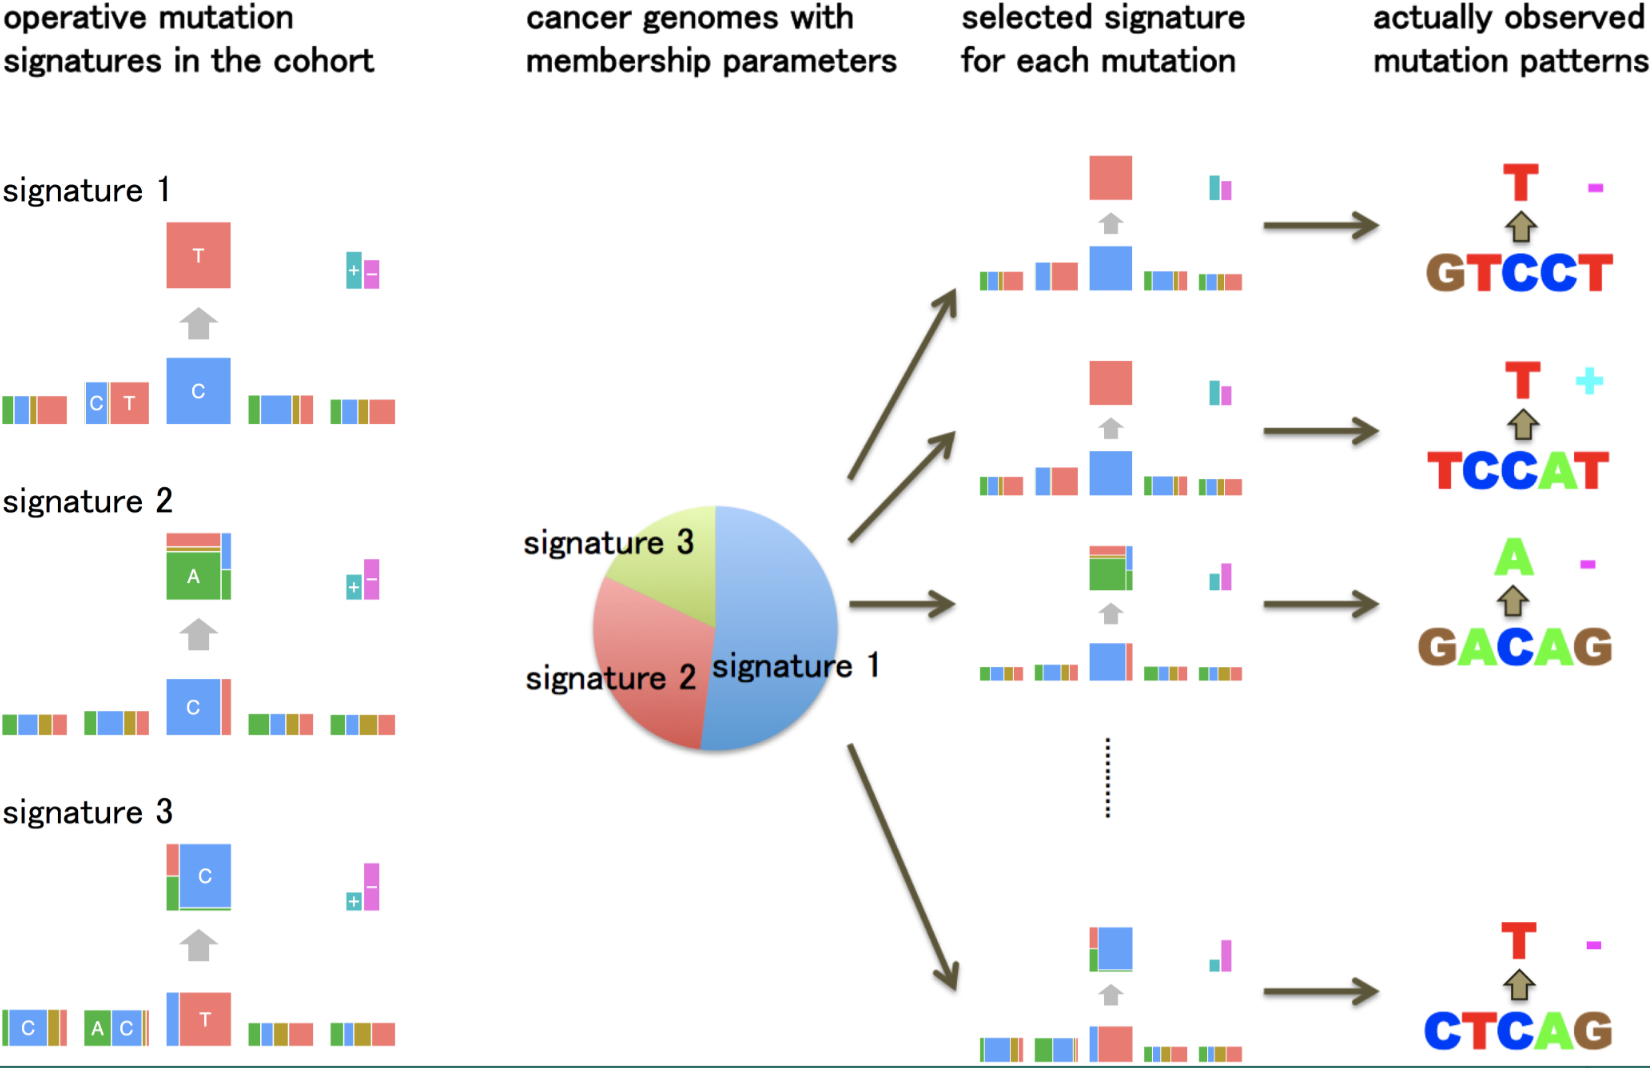 operative mutation
signatures in the cohort
cancer genomes with
membership parameters
selected signature
for each mutation
actually observed
mutation patterns
signature 1
T
+ −
C T C
signature 2
A
+ −
C
signature 3
C
+ −
C A C T
signature 3
signature 2
signature 1
T -
GTCCT
T +
TCCAT
A -
GACAG
T -
CTCAG